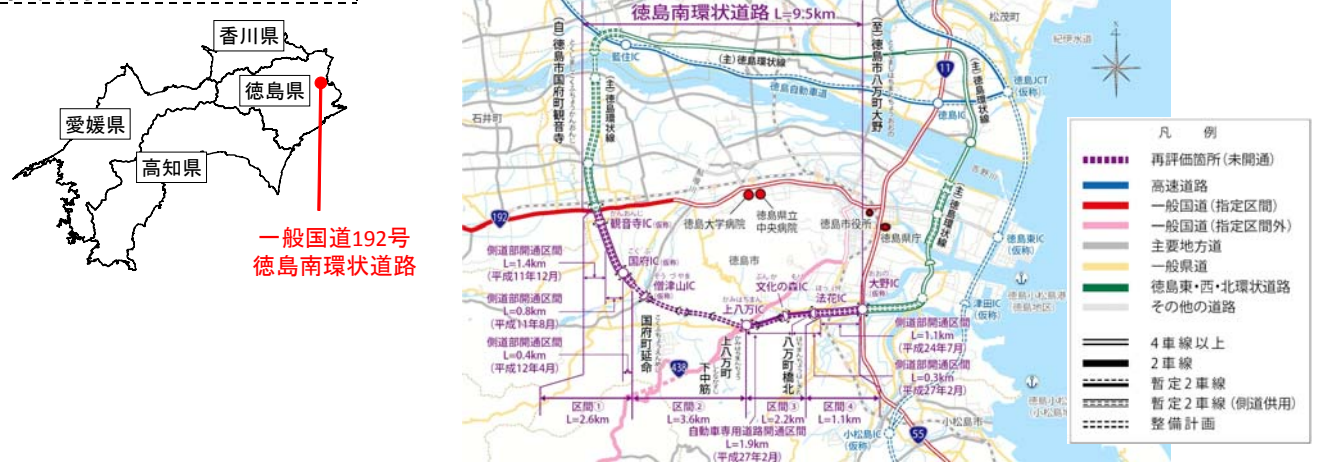 香川県
徳島県
愛媛県
高知県
一般国道192号
徳島南環状道路
徳島南環状道路 L=9.5km
(自)徳島市国府町観音寺
(至)徳島市八万町大野
松茂町
紀伊水道
藍住IC
(主)徳島環状線
徳島自動車道
11
徳島JCT
(仮称)
(主)徳島環状線
徳島IC
石井町
(主)徳島環状線
吉野川
192
観音寺IC(仮称)
徳島大学病院
徳島県立
中央病院
徳島市役所
徳島県庁
(主)徳島環状線
徳島東IC
(仮称)
側道部開通区間
L=1.4km
(平成11年12月)
国府IC(仮称)
僧津山IC
(仮称)
徳島市
文化の森IC
上八万IC
法花IC
大野IC
(仮称)
津田IC
(仮称)
側道部開通区間
L=0.8km
(平成11年8月)
側道部開通区間
L=0.4km
(平成12年4月)
国府町延命
438
上八万町
下中筋
八万町橋北
側道部開通区間
L=1.1km
(平成24年7月)
側道部開通区間
L=0.3km
(平成27年2月)
区間①
L=2.6km
区間②
L=3.6km
区間③
L=2.2km
区間④
L=1.1km
自動車専用道路開通区間
L=1.9km
(平成27年2月)
小松島IC
(仮称)
55
小松島市
凡 例
再評価箇所(未開通)
高速道路
一般国道(指定区間)
一般国道(指定区間外)
主要地方道
一般県道
徳島東・西・北環状道路
その他の道路
4車線以上
2車線
暫定2車線
暫定2車線(側道供用)
整備計画